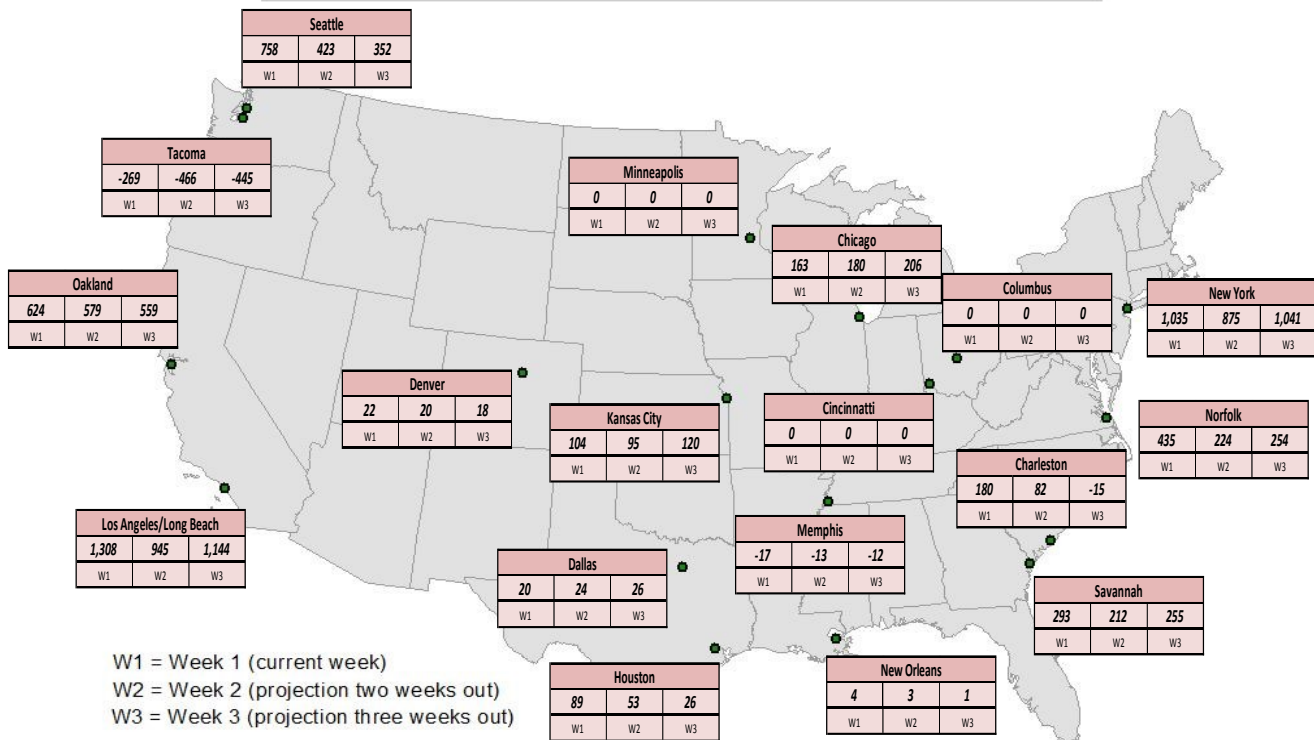 Seattle
758 423 352
W1 W2 W3
Tacoma
-269 -466 -445
W1 W2 W3
Minneapolis
0 0 0
W1 W2 W3
Chicago
163 180 206
W1 W2 W3
Oakland
624 579 559
W1 W2 W3
Columbus
0 0 0
W1 W2 W3
New York
1,035 875 1,041
W1 W2 W3
Denver
22 20 18
W1 W2 W3
Kansas City
104 95 120
W1 W2 W3
Cincinnatti
0 0 0
W1 W2 W3
Norfolk
435 224 254
W1 W2 W3
Charleston
180 82 -15
W1 W2 W3
Los Angeles/Long Beach
1,308 945 1,144
W1 W2 W3
Memphis
-17 -13 -12
W1 W2 W3
Dallas
20 24 26
W1 W2 W3
Savannah
293 212 255
W1 W2 W3
New Orleans
4 3 1
W1 W2 W3
Houston
89 53 26
W1 W2 W3
W1 = Week 1 (current week)
W2 = Week 2 (projection two weeks out)
W3 = Week 3 (projection three weeks out)